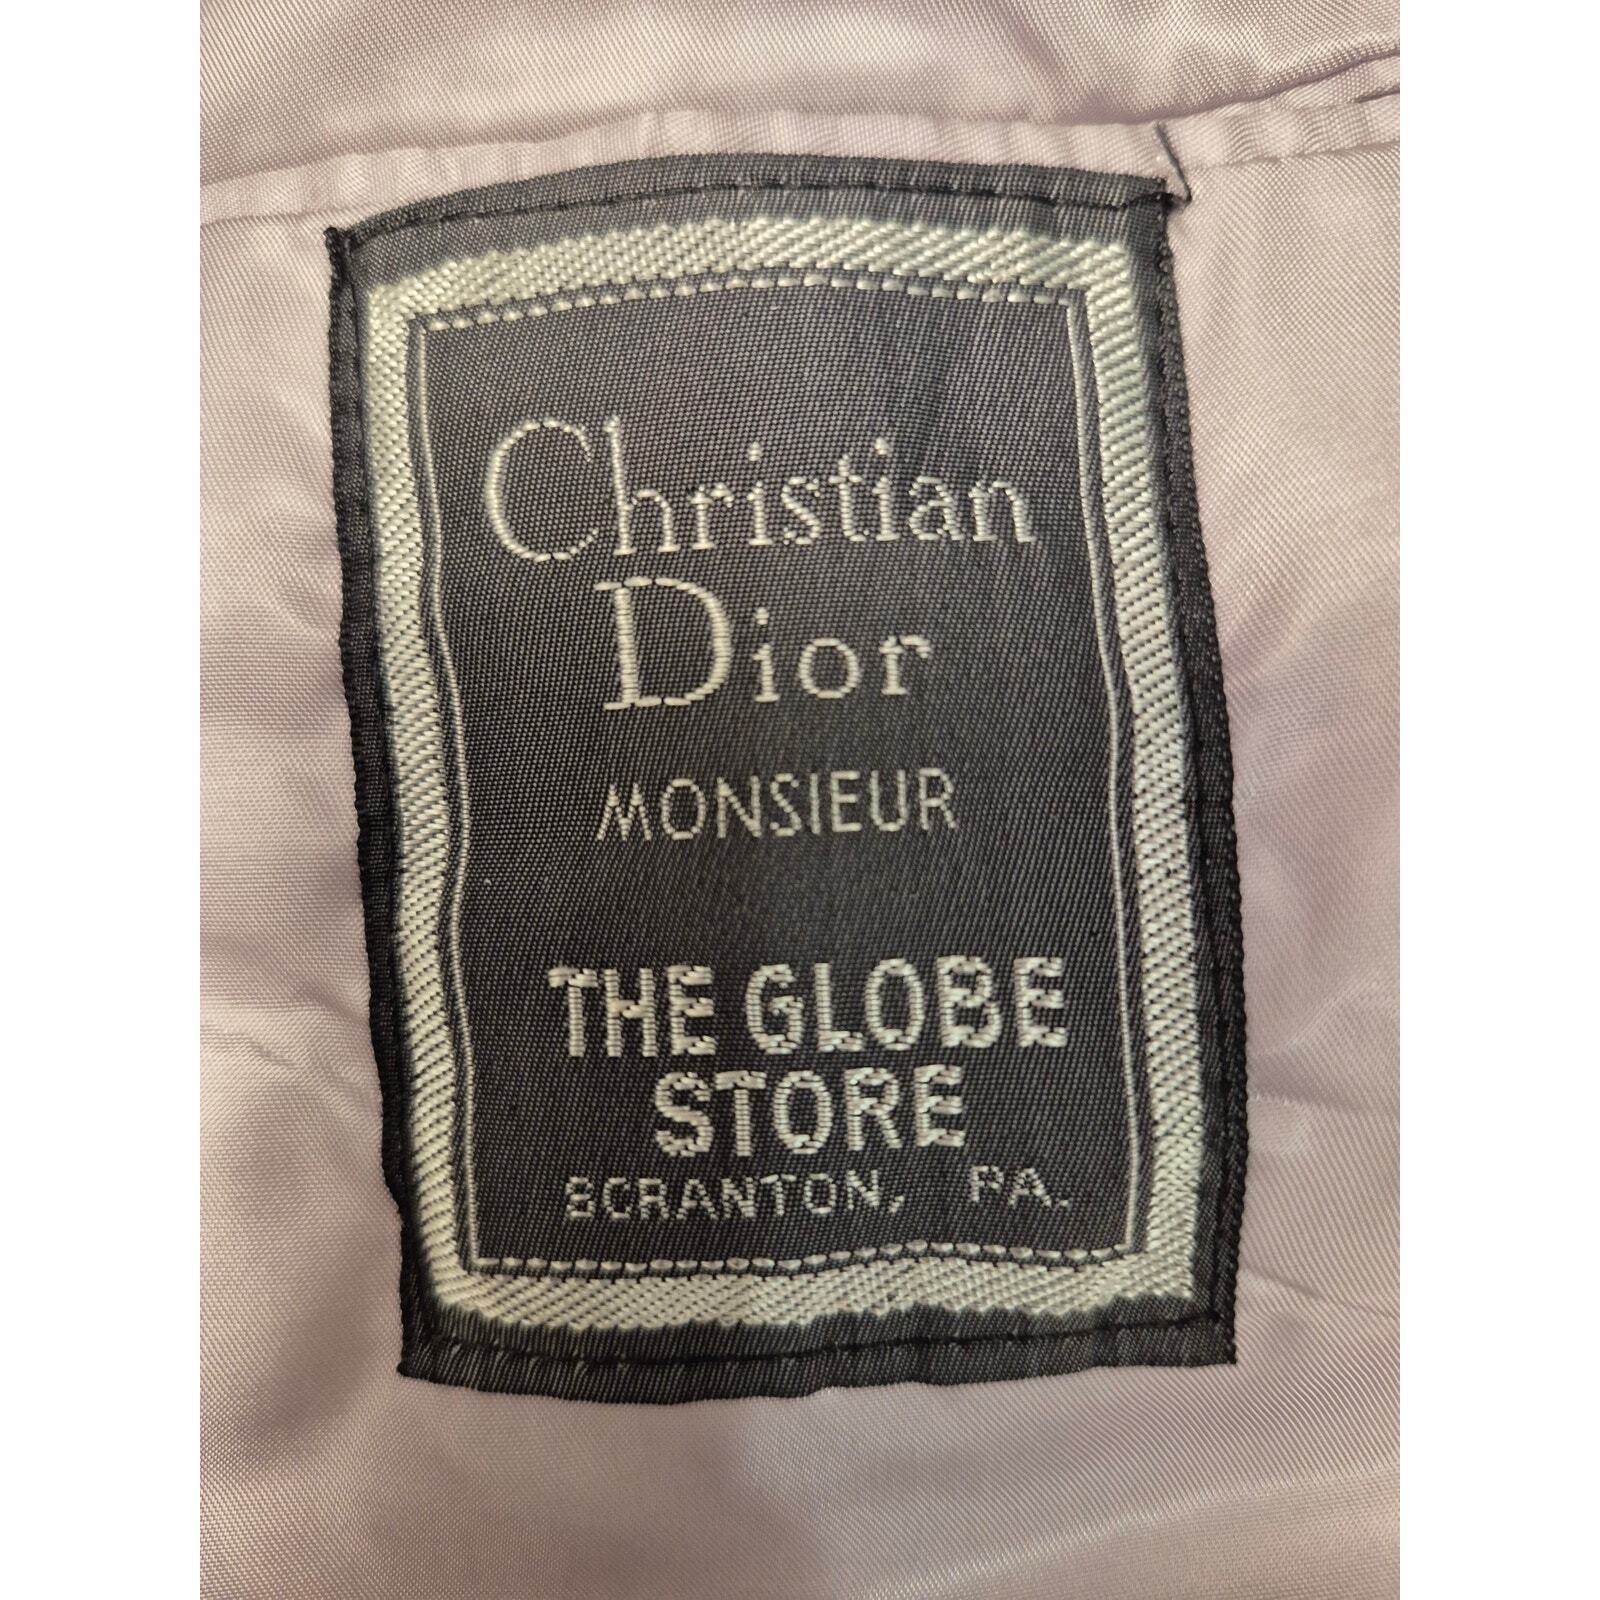 Christian
Dior
MONSIEUR
THE GLOBE
STORE
SCRANTON, PA.